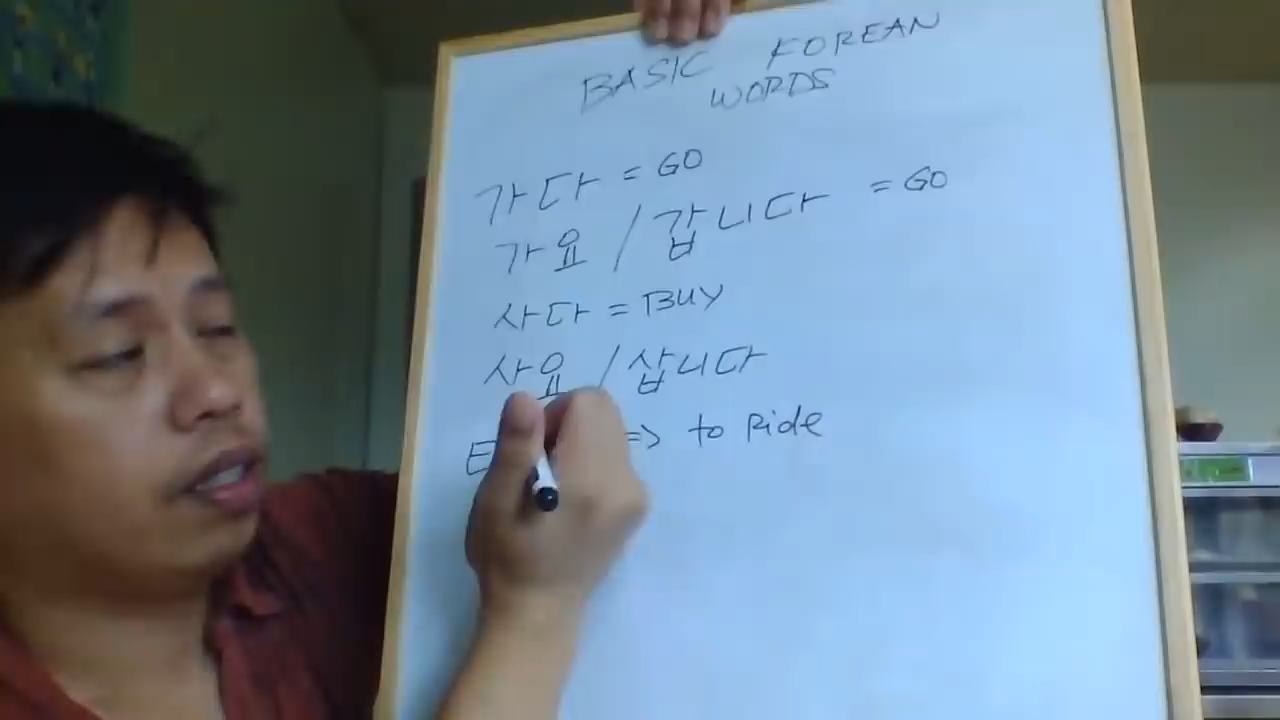 BASIC KOREAN
WORDS
가다 = GO
가요 / 갑니다 = GO
사다 = BUY
사요 / 삽니다
=> to Ride